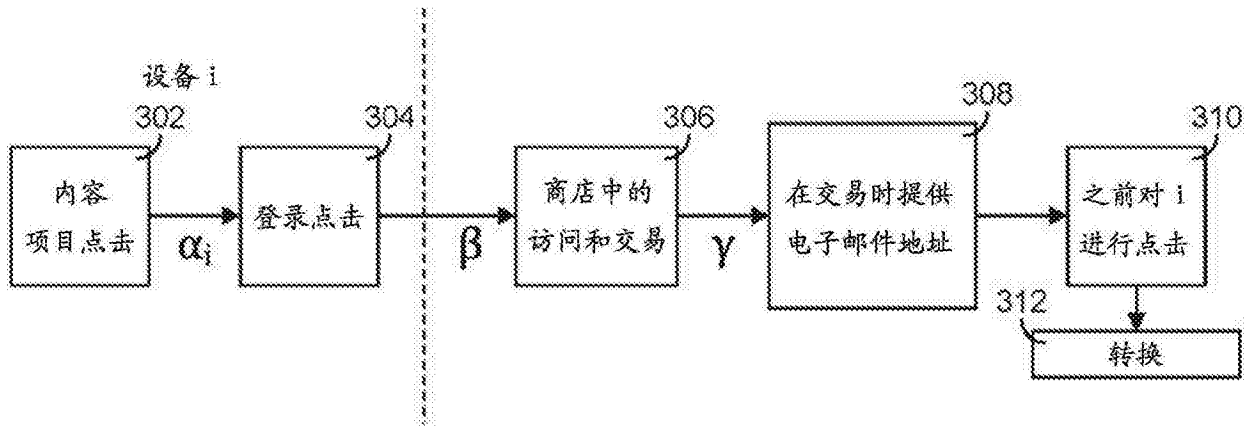 设备 i
302
内容
项目点击
αi
304
登录点击
β
306
商店中的
访问和交易
γ
308
在交易时提供
电子邮件地址
310
之前对 i
进行点击
312
转换